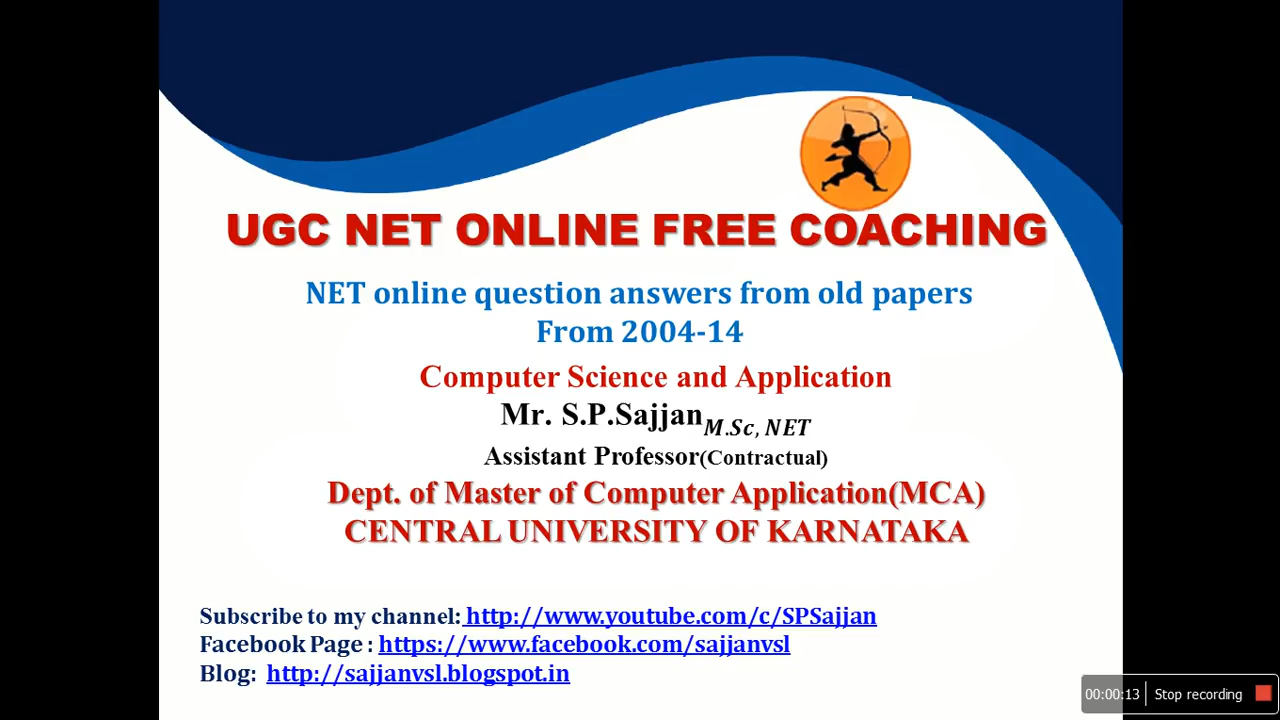 UGC NET ONLINE FREE COACHING
NET online question answers from old papers
From 2004-14
Computer Science and Application
Mr. S.P.Sajjan M.Sc, NET
Assistant Professor(Contractual)
Dept. of Master of Computer Application(MCA)
CENTRAL UNIVERSITY OF KARNATAKA
Subscribe to my channel: http://www.youtube.com/c/SPSajjan
Facebook Page : https://www.facebook.com/sajjanvsl
Blog: http://sajjanvsl.blogspot.in
00:00:13 Stop recording